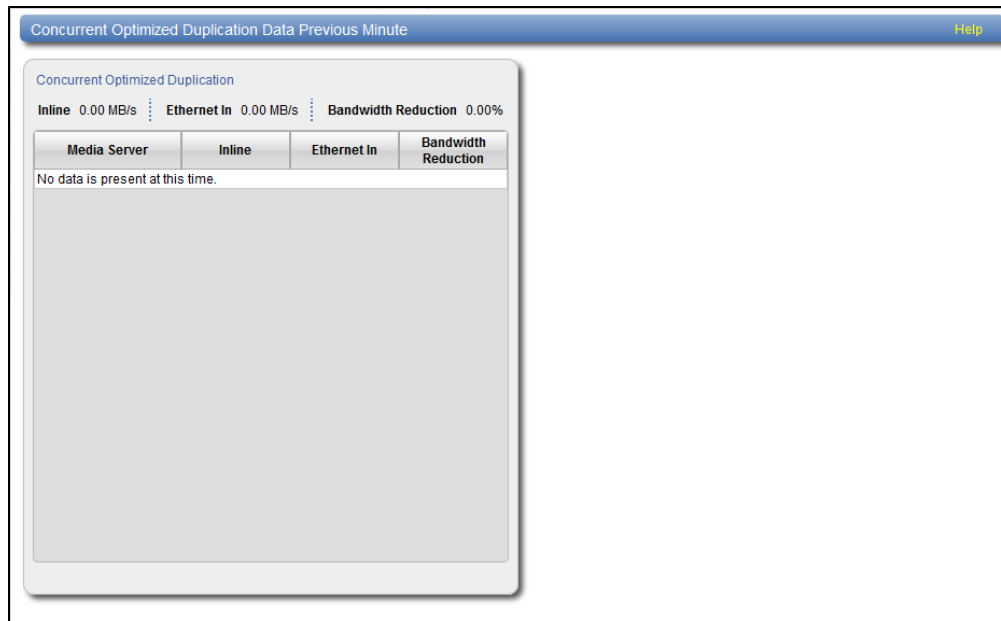 Concurrent Optimized Duplication Data Previous Minute Help
Concurrent Optimized Duplication
Inline 0.00 MB/s Ethernet In 0.00 MB/s Bandwidth Reduction 0.00%
Media Server Inline Ethernet In Bandwidth Reduction
No data is present at this time.